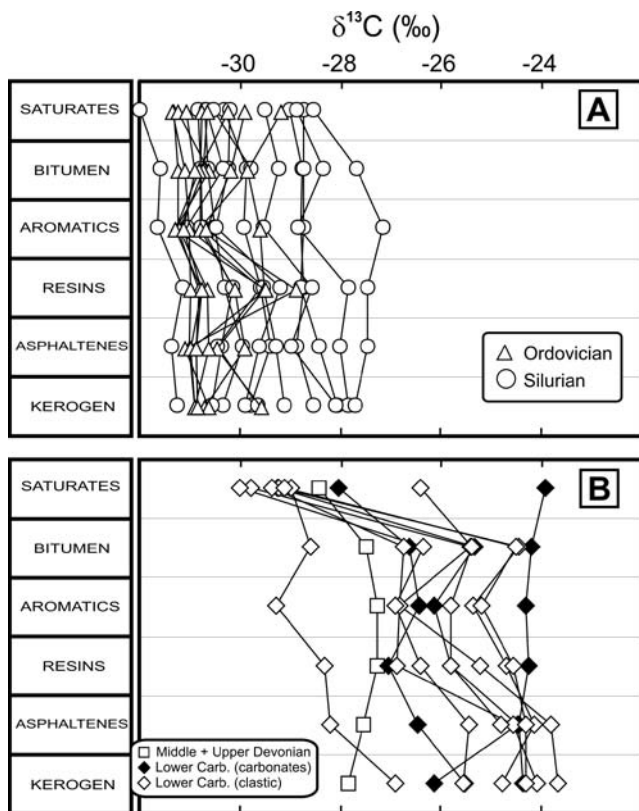 δ¹³C (‰)
-30 -28 -26 -24
A
SATURATES
BITUMEN
AROMATICS
RESINS
ASPHALTENES
KEROGEN
Ordovician
Silurian
B
SATURATES
BITUMEN
AROMATICS
RESINS
ASPHALTENES
KEROGEN
Middle + Upper Devonian
Lower Carb. (carbonates)
Lower Carb. (clastic)